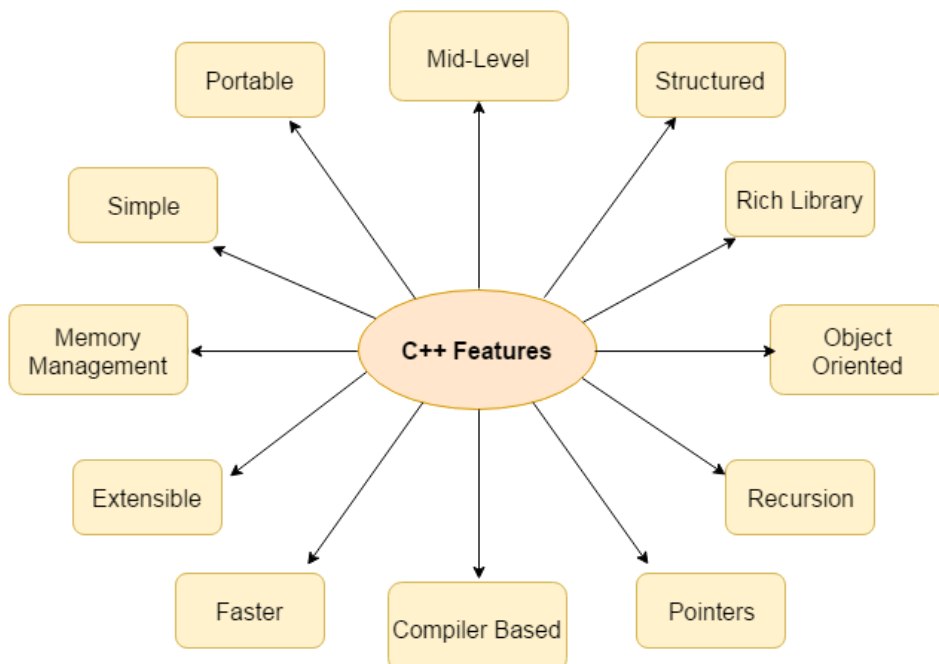 Mid-Level
Portable
Structured
Simple
Rich Library
Memory
Management
C++ Features
Object
Oriented
Extensible
Recursion
Faster
Compiler Based
Pointers